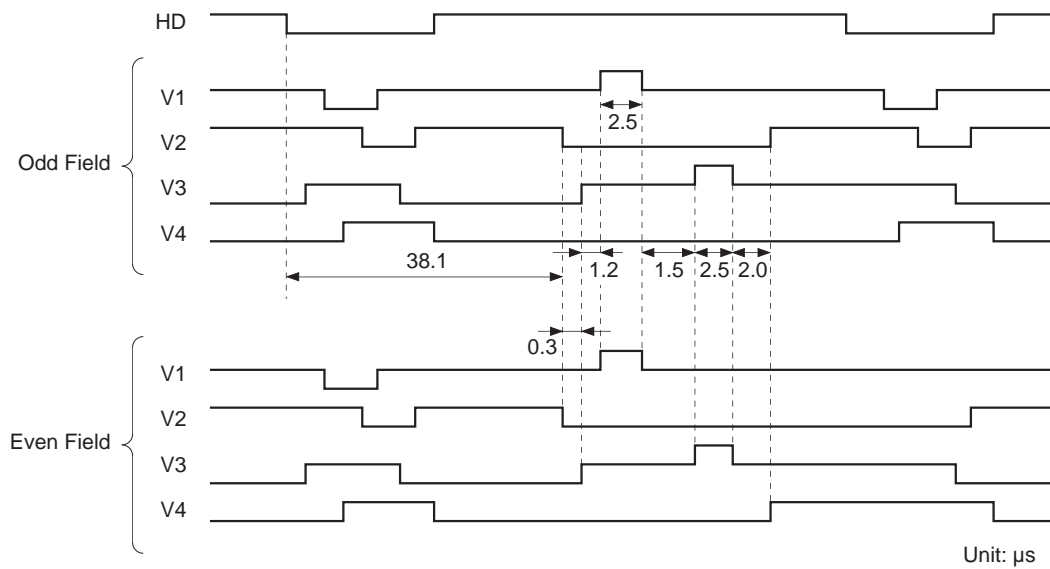 HD
V1
2.5
V2
Odd Field
V3
V4
38.1
1.2
1.5
2.5
2.0
0.3
V1
V2
Even Field
V3
V4
Unit: μs